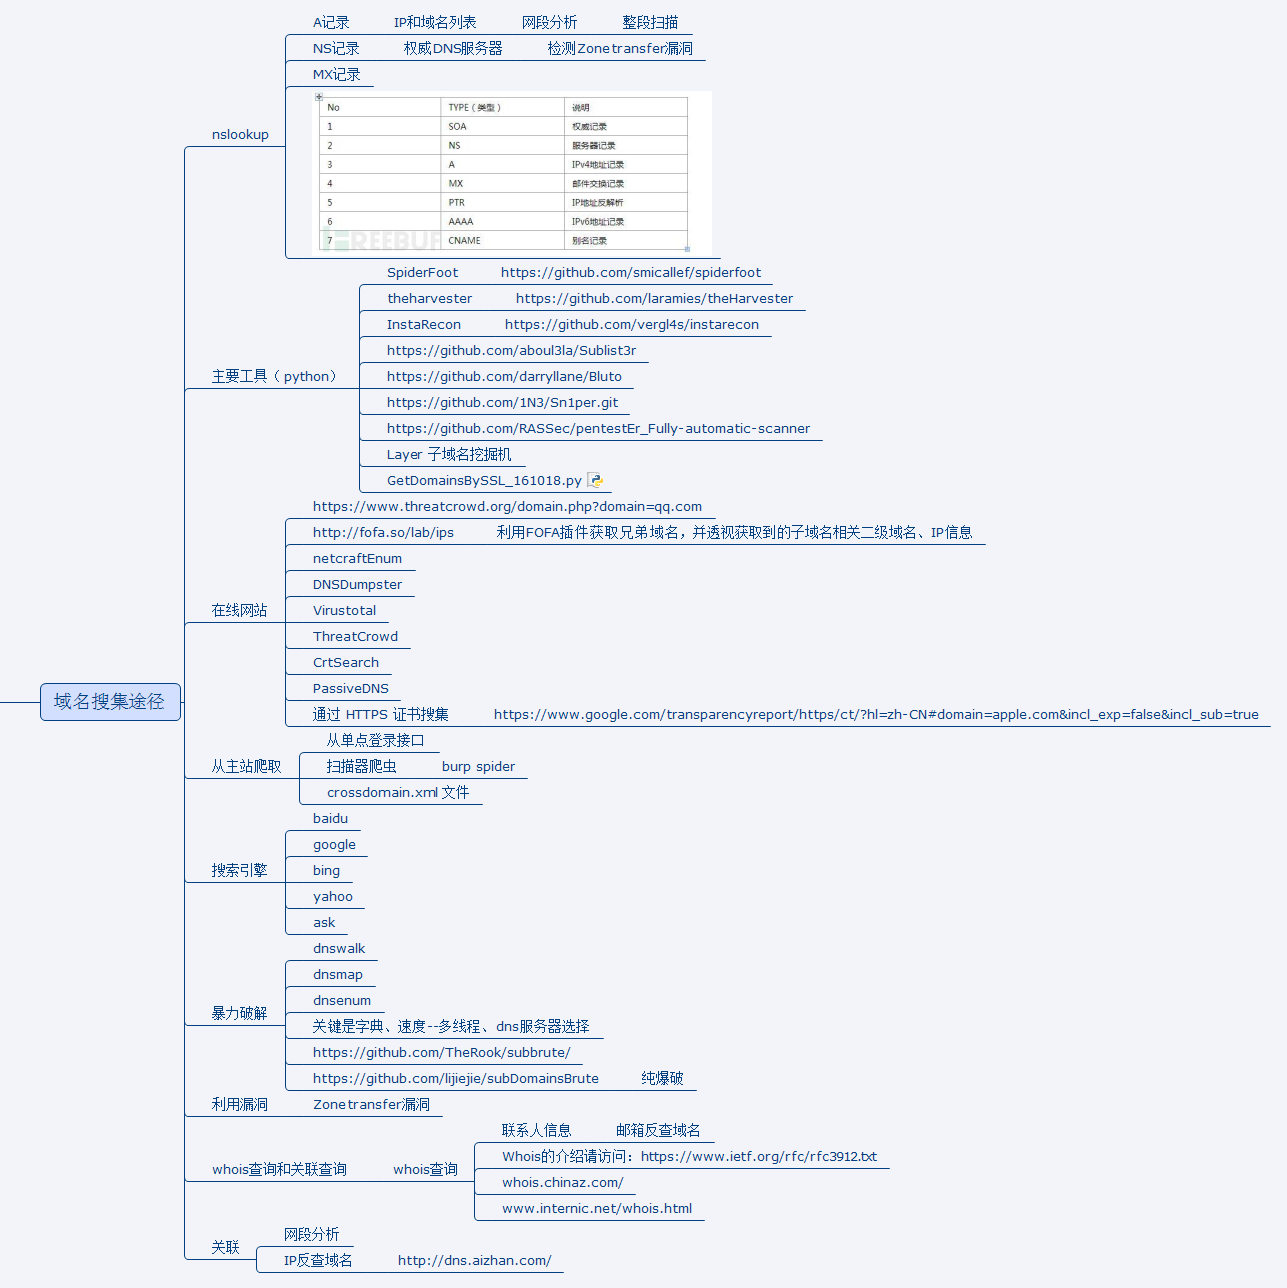 A记录 IP和域名列表 网段分析 整段扫描
NS记录 权威DNS服务器 检测Zonetransfer漏洞
MX记录
nslookup
No TYPE（类型） 说明
1 SOA 权威记录
2 NS 服务器记录
3 A IPv4地址记录
4 MX 邮件交换记录
5 PTR IP地址反解析
6 AAAA IPv6地址记录
7 CNAME 别名记录
FREEBUF
SpiderFoot https://github.com/smicallef/spiderfoot
theharvester https://github.com/laramies/theHarvester
InstaRecon https://github.com/vergl4s/instarecon
https://github.com/aboul3la/Sublist3r
主要工具（python） https://github.com/darryllane/Bluto
https://github.com/1N3/Sn1per.git
https://github.com/RASSec/pentestEr_Fully-automatic-scanner
Layer 子域名挖掘机
GetDomainsBySSL_161018.py
https://www.threatcrowd.org/domain.php?domain=qq.com
http://fofa.so/lab/ips 利用FOFA插件获取兄弟域名，并透视获取到的子域名相关二级域名、IP信息
netcraftEnum
DNSDumpster
在线网站 Virustotal
ThreatCrowd
CrtSearch
PassiveDNS
域名搜集途径
通过 HTTPS 证书搜集 https://www.google.com/transparencyreport/https/ct/?hl=zh-CN#domain=apple.com&incl_exp=false&incl_sub=true
从单点登录接口
从主站爬取 扫描器爬虫 burp spider
crossdomain.xml 文件
baidu
google
搜索引擎 bing
yahoo
ask
dnswalk
dnsmap
dnsenum
暴力破解
关键是字典、速度--多线程、dns服务器选择
https://github.com/TheRook/subbrute/
https://github.com/lijiejie/subDomainsBrute 纯爆破
利用漏洞 Zonetransfer漏洞
联系人信息 邮箱反查域名
Whois的介绍请访问：https://www.ietf.org/rfc/rfc3912.txt
whois查询和关联查询 whois查询
whois.chinaz.com/
www.internic.net/whois.html
网段分析
关联
IP反查域名 http://dns.aizhan.com/